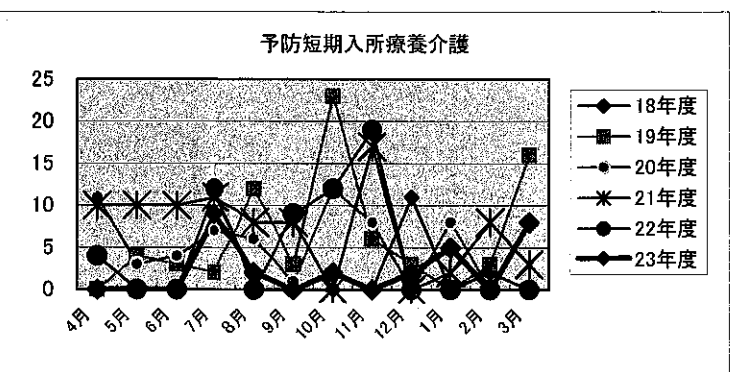 予防短期入所療養介護
25
20
15
10
5
0
4月 5月 6月 7月 8月 9月 10月 11月 12月 1月 2月 3月
18年度
19年度
20年度
21年度
22年度
23年度